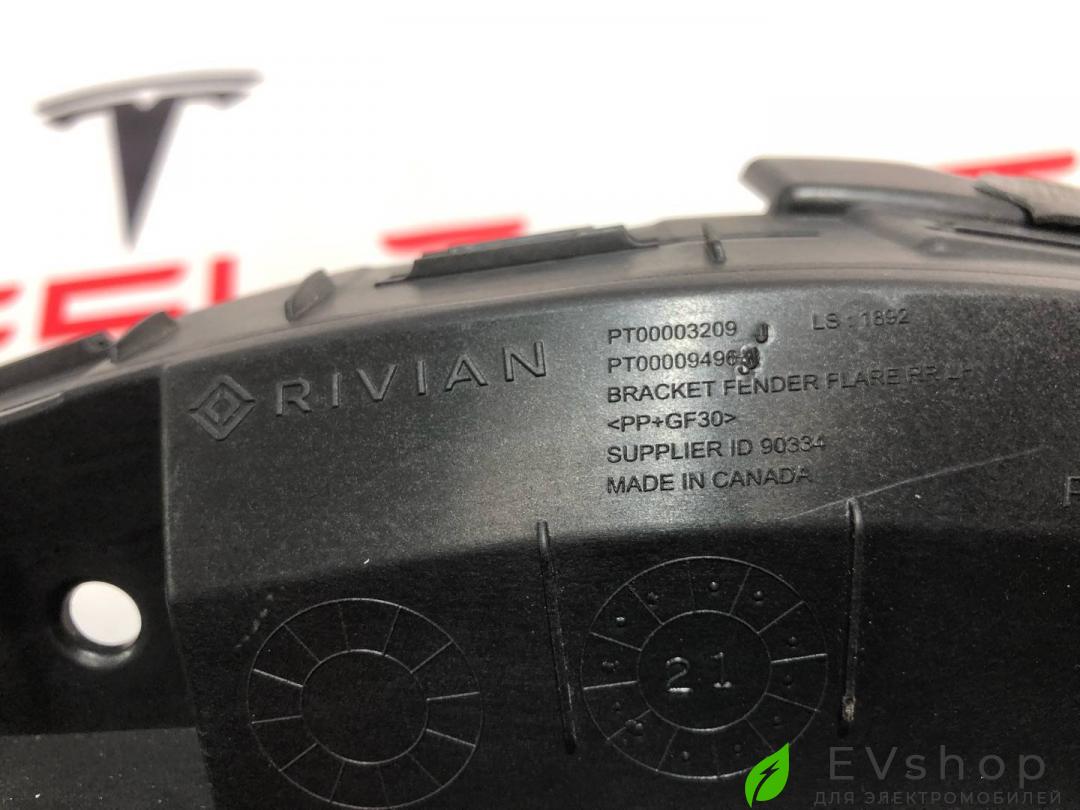 RIVIAN
PT00003209 J LS : 1892
PT00009496
BRACKET FENDER FLARE RR LH
<PP+GF30>
SUPPLIER ID 90334
MADE IN CANADA
21
EVshop
ДЛЯ ЭЛЕКТРОМОБИЛЕЙ